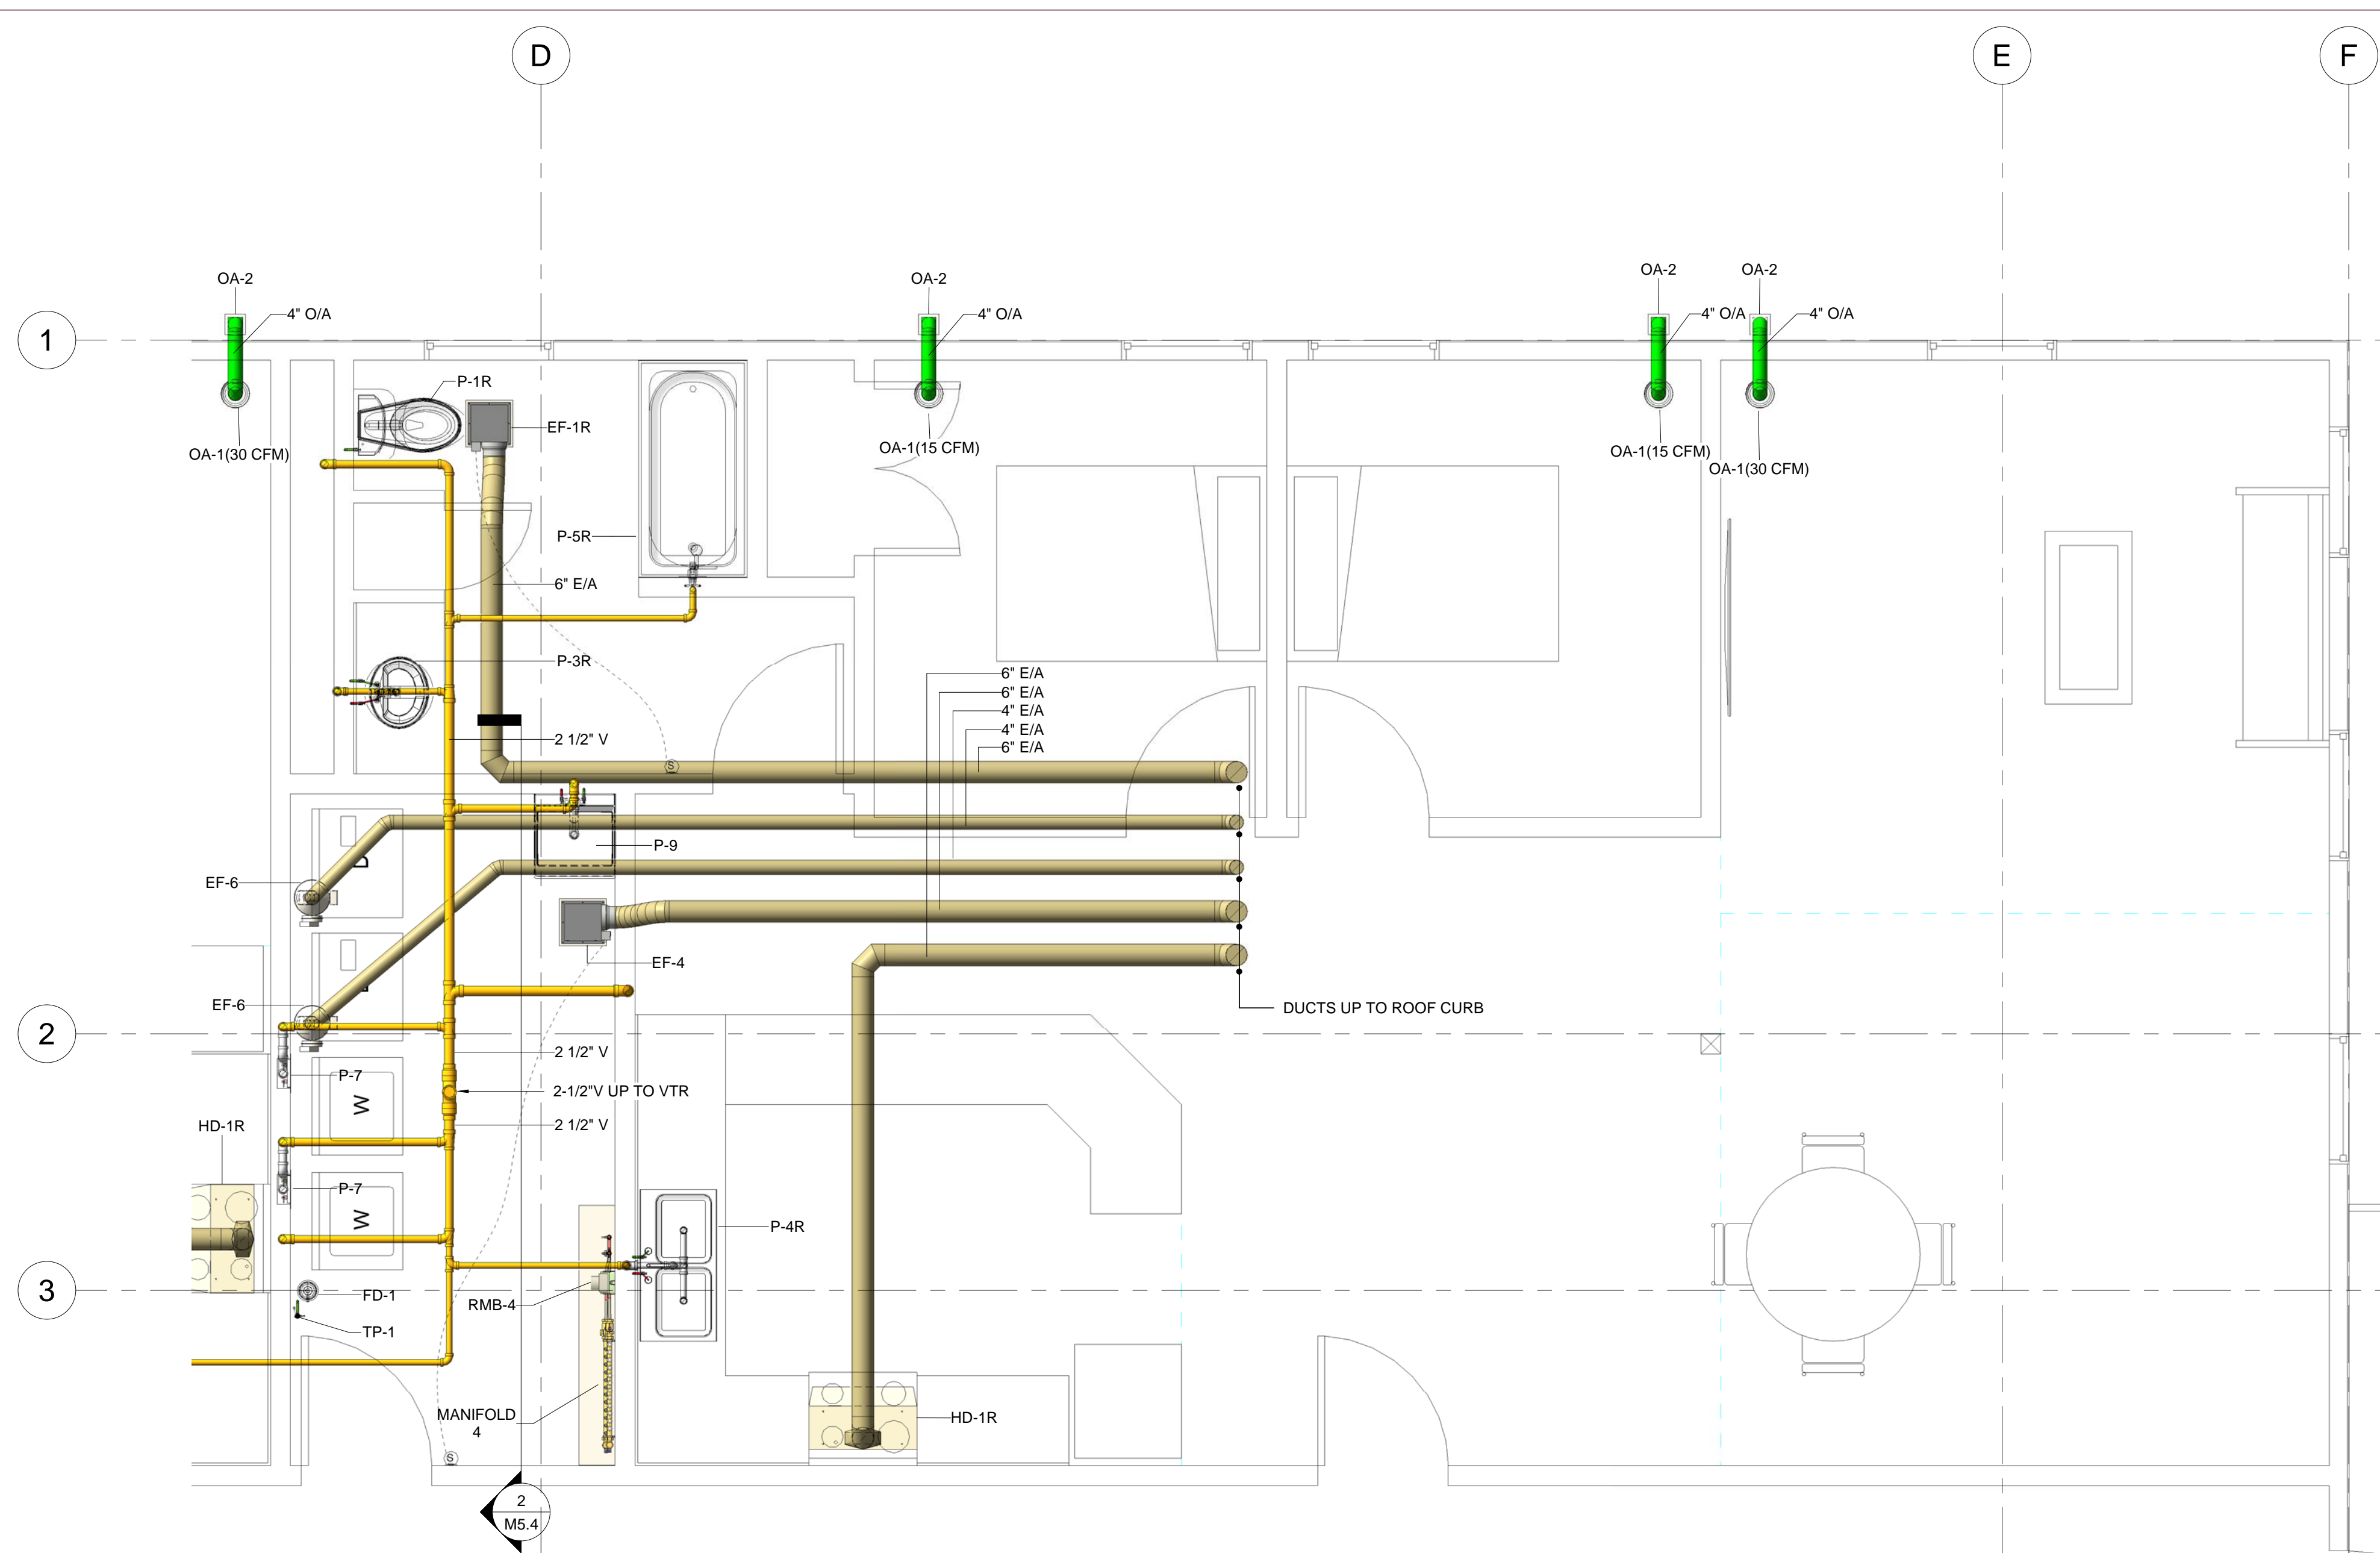 D
E
F
OA-2
OA-2
OA-2
OA-2
4" O/A
4" O/A
4" O/A
4" O/A
1
P-1R
EF-1R
OA-1(30 CFM)
OA-1(15 CFM)
OA-1(15 CFM)
OA-1(30 CFM)
P-5R
6" E/A
P-3R
6" E/A
6" E/A
4" E/A
4" E/A
6" E/A
2 1/2" V
S
P-9
D
EF-6
EF-4
EF-6
DUCTS UP TO ROOF CURB
2
2 1/2" V
P-7
2-1/2"V UP TO VTR
W
HD-1R
2 1/2" V
P-7
W
P-4R
3
FD-1
RMB-4
TP-1
MANIFOLD
4
HD-1R
S
2
M5.4